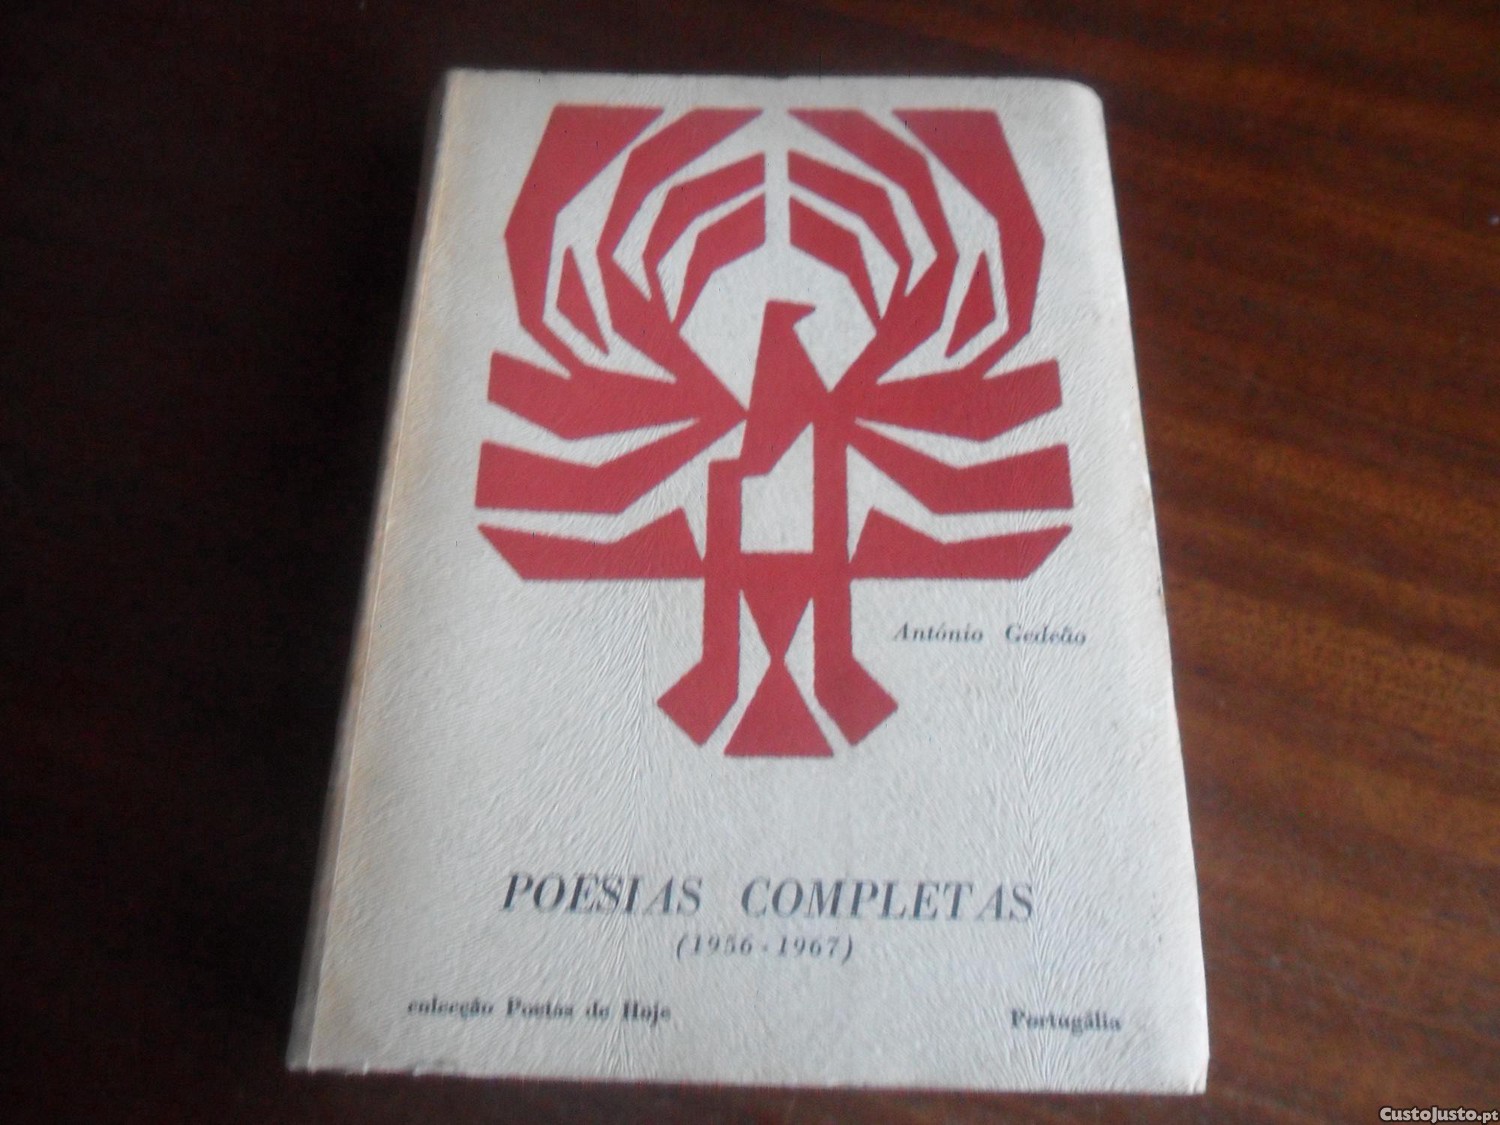 António Gedeão
POESIAS COMPLETAS
(1956-1967)
colecção Poetas de Hoje
Portugália
CustoJusto.pt